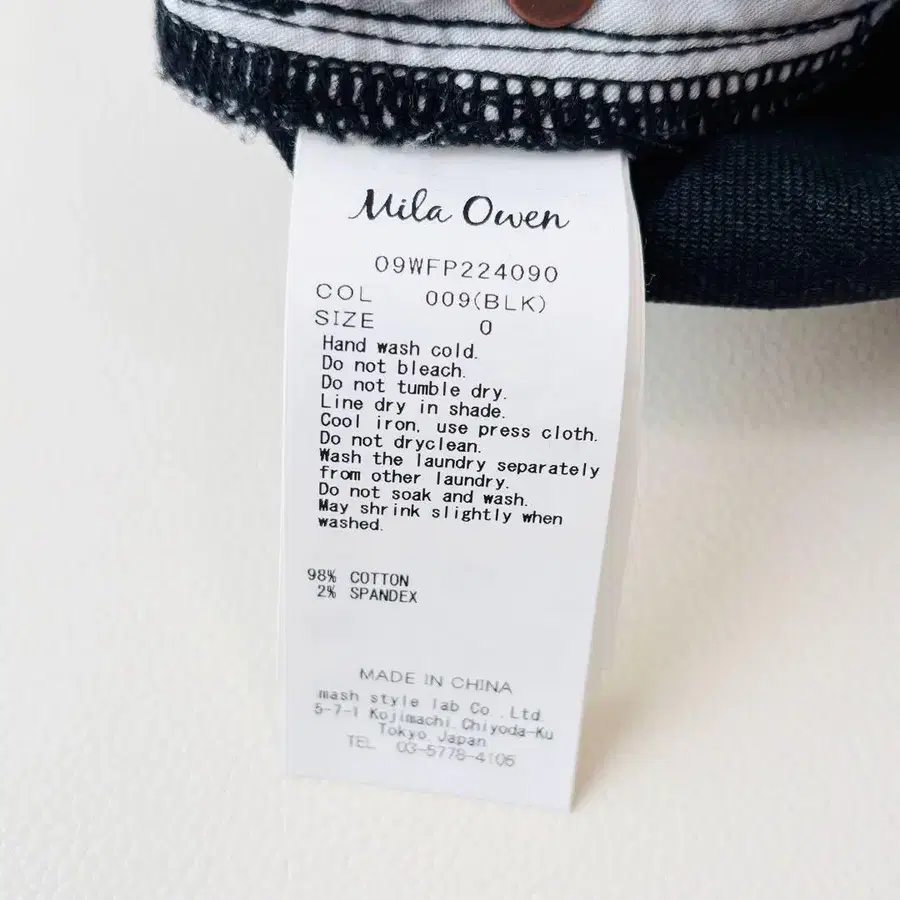 Mila Owen
09WFP224090
COL 009(BLK)
SIZE 0
Hand wash cold.
Do not bleach.
Do not tumble dry.
Line dry in shade.
Cool iron, use press cloth.
Do not dryclean.
Wash the laundry separately
from other laundry.
Do not soak and wash.
May shrink slightly when
washed.
98% COTTON
2% SPANDEX
MADE IN CHINA
mash style lab Co .Ltd
5-7-1 Kojimachi.Chiyoda-Ku
Tokyo.Japan
TEL 03-5778-4105